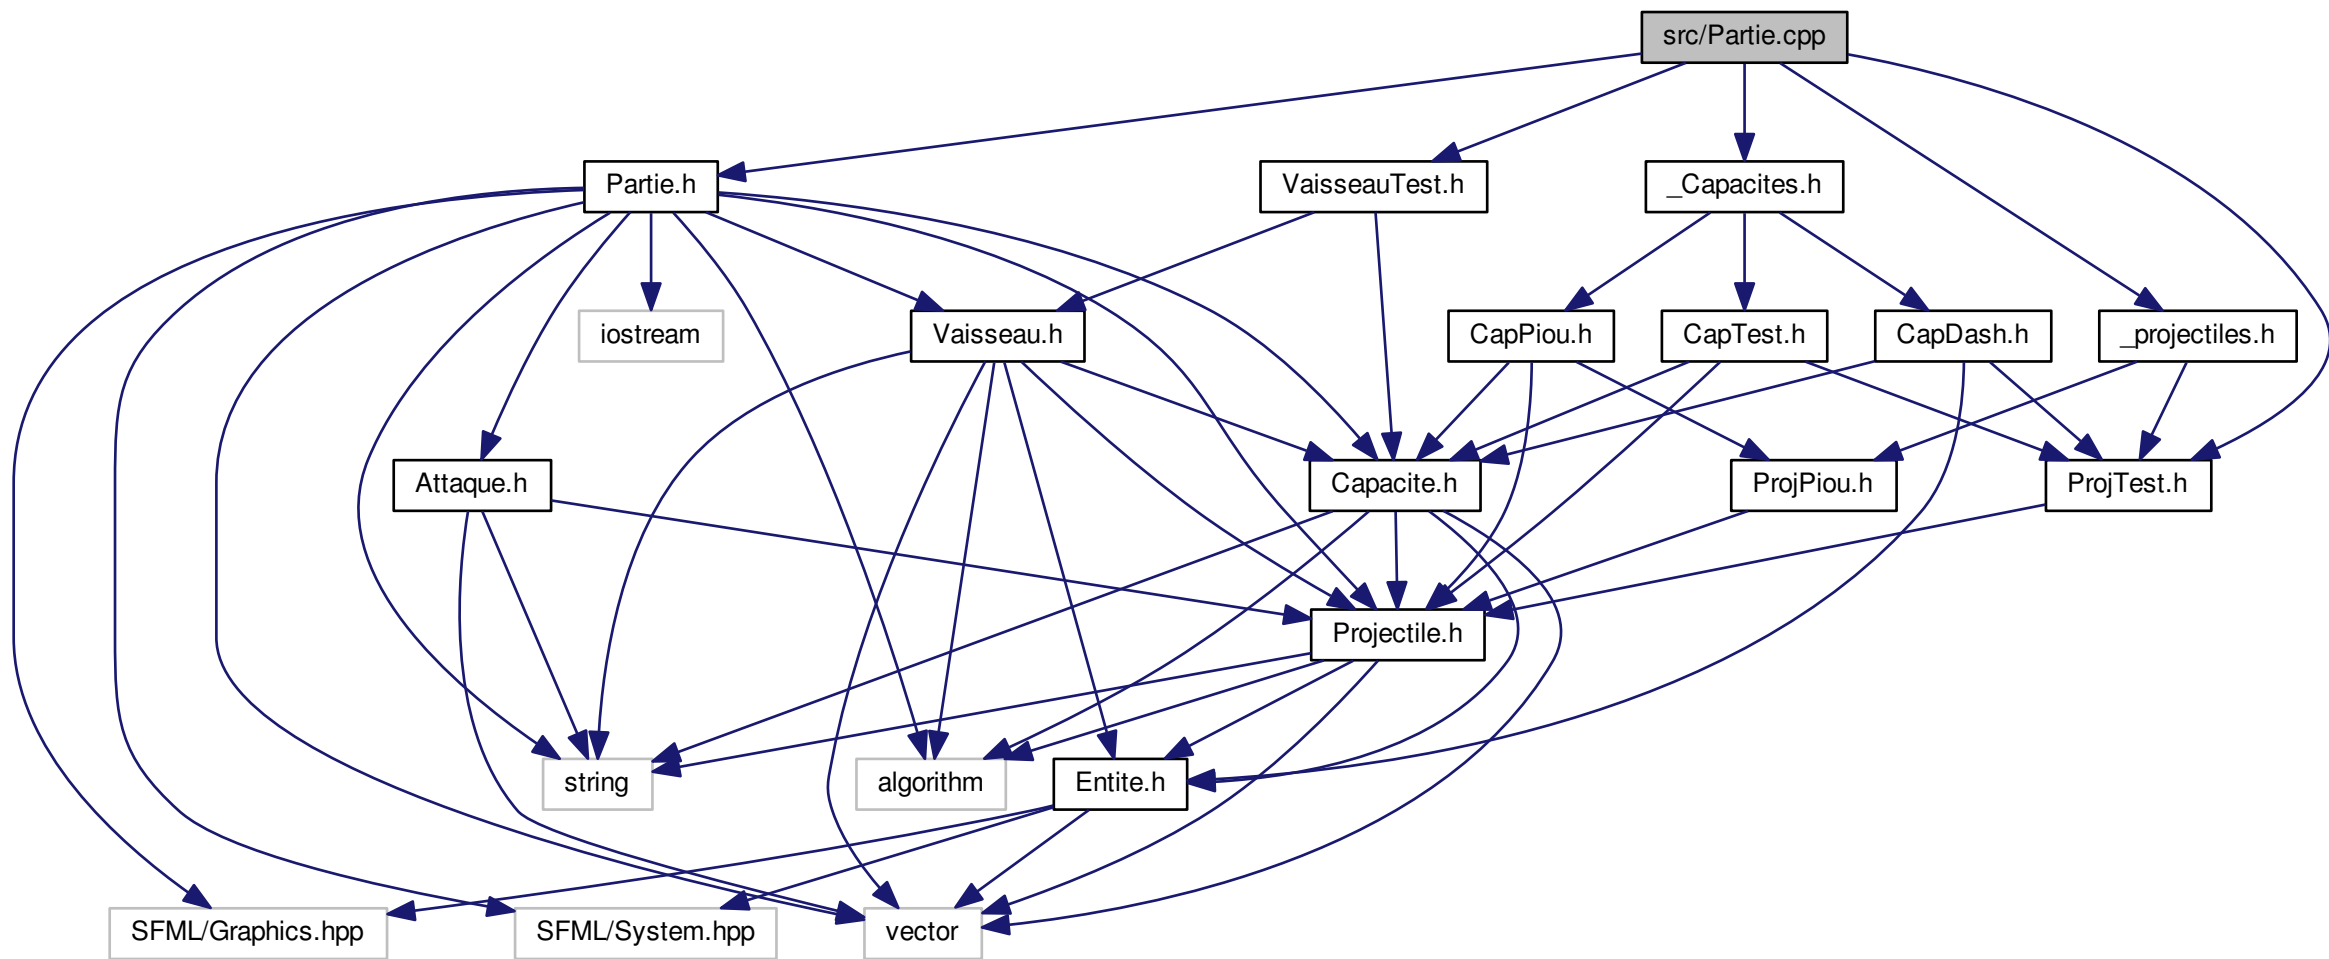 src/Partie.cpp
Partie.h
VaisseauTest.h
_Capacites.h
iostream
Vaisseau.h
CapPiou.h
CapTest.h
CapDash.h
_projectiles.h
Attaque.h
Capacite.h
ProjPiou.h
ProjTest.h
Projectile.h
string
algorithm
Entite.h
SFML/Graphics.hpp
SFML/System.hpp
vector